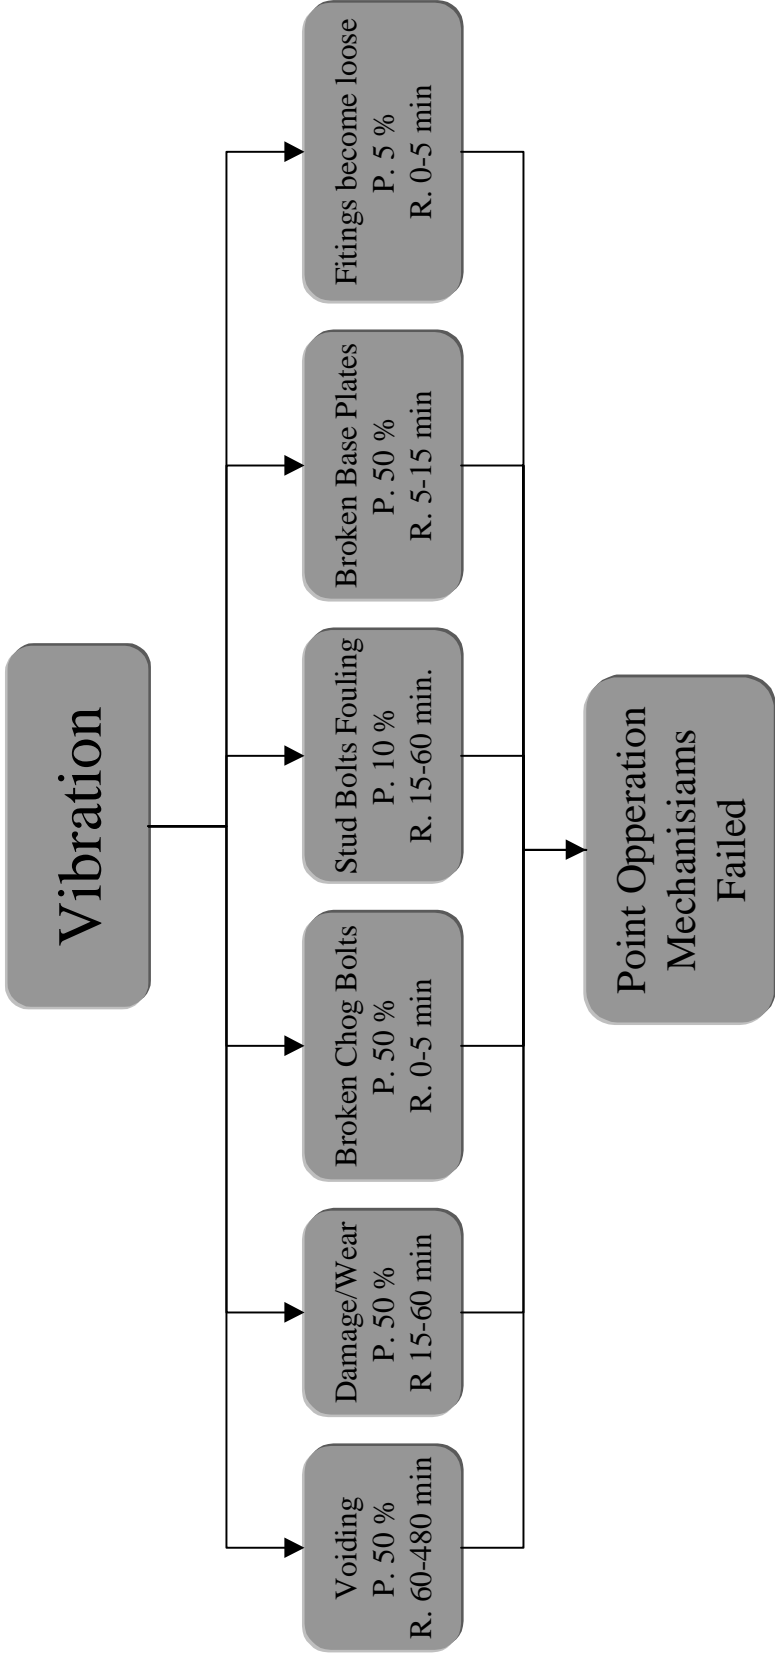 Vibration
Voiding
P. 50 %
R. 60-480 min
Damage/Wear
P. 50 %
R 15-60 min
Broken Chog Bolts
P. 50 %
R. 0-5 min
Stud Bolts Fouling
P. 10 %
R. 15-60 min.
Broken Base Plates
P. 50 %
R. 5-15 min
Fitings become loose
P. 5 %
R. 0-5 min
Point Opperation
Mechanisiams
Failed